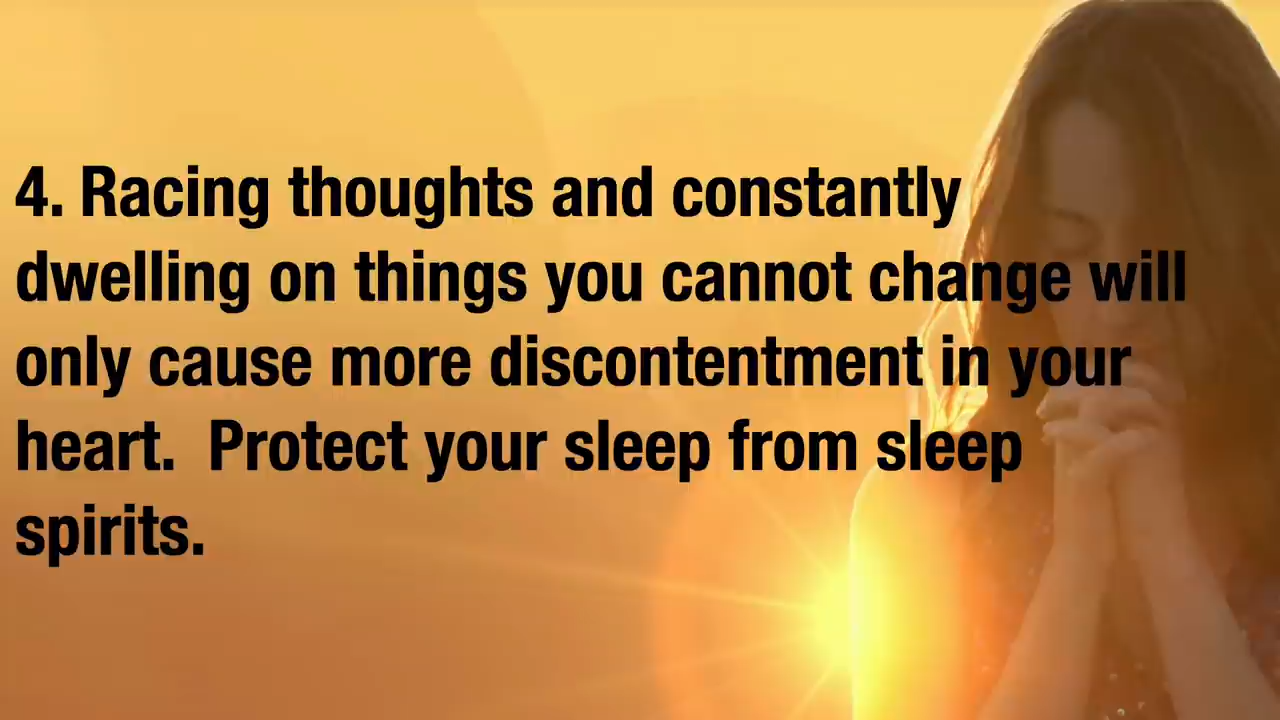 4. Racing thoughts and constantly
dwelling on things you cannot change will
only cause more discontentment in your
heart.  Protect your sleep from sleep
spirits.